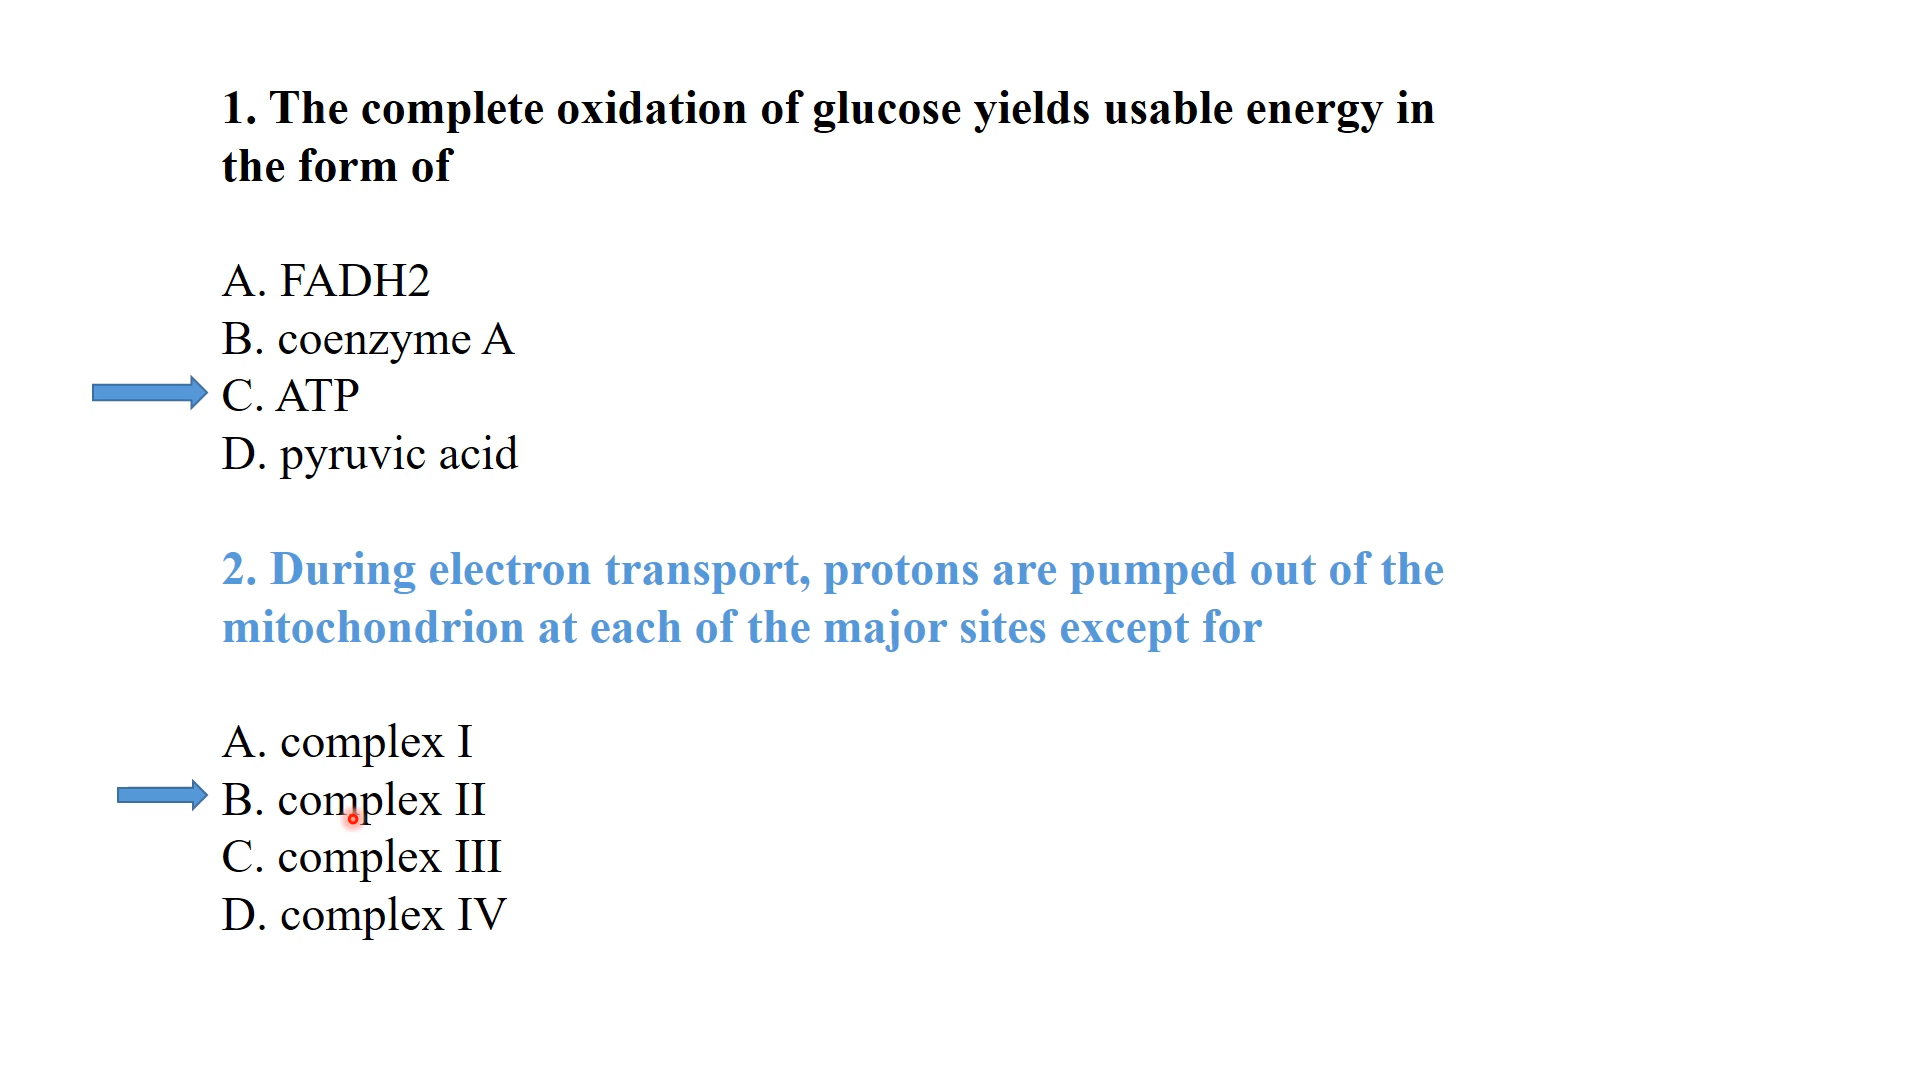 1. The complete oxidation of glucose yields usable energy in
the form of
A. FADH2
B. coenzyme A
C. ATP
D. pyruvic acid
2. During electron transport, protons are pumped out of the
mitochondrion at each of the major sites except for
A. complex I
B. complex II
C. complex III
D. complex IV